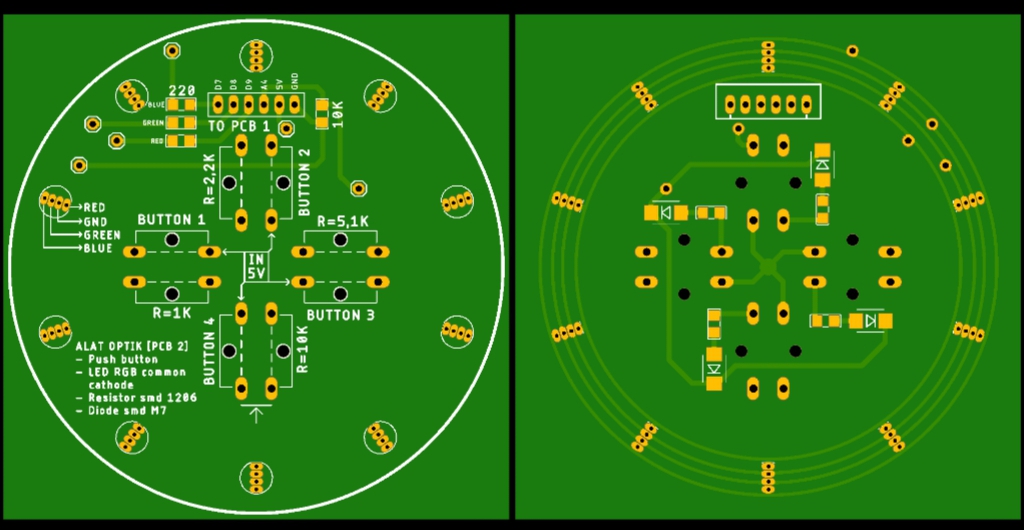 220
D7
D8
D9
A4
5V
GND
BLUE
GREEN
RED
10K
TO PCB 1
R=2,2K
BUTTON 2
RED
GND
GREEN
BLUE
BUTTON 1
R=5,1K
IN
5V
R=1K
BUTTON 3
BUTTON 4
R=10K
ALAT OPTIK [PCB 2]
- Push button
- LED RGB common
cathode
- Resistor smd 1206
- Diode smd M7